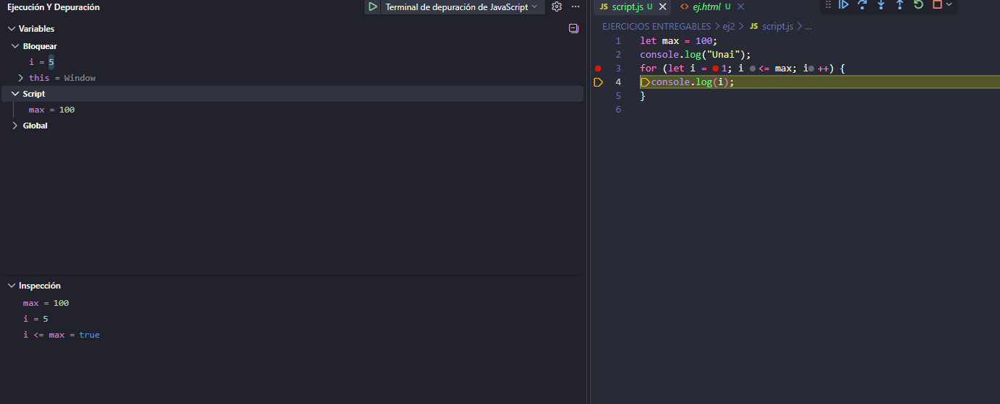 Ejecución Y Depuración
Terminal de depuración de JavaScript
Variables
Bloquear
i = 5
this = Window
Script
max = 100
Global
Inspección
max = 100
i = 5
i <= max = true
JS script.js U
<> ej.html U
EJERCICIOS ENTREGABLES > ej2 > JS script.js > ...
1 let max = 100;
2 console.log("Unai");
3 for (let i = 1; i <= max; i ++) {
4 console.log(i);
5 }
6